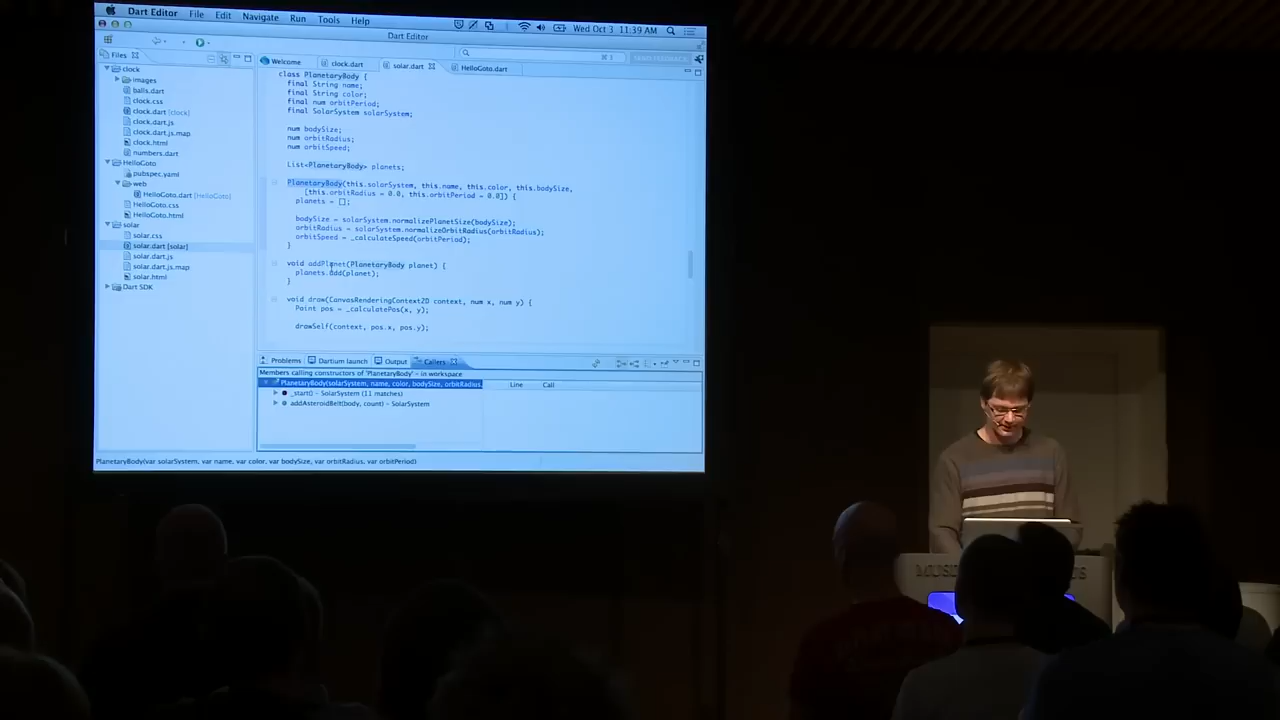 Dart Editor File Edit Navigate Run Tools Help Wed Oct 3 11:39 AM
Dart Editor
Files
Welcome clock.dart solar.dart HelloGoto.dart
clock
images
balls.dart
clock.css
clock.dart [clock]
clock.dart.js
clock.dart.js.map
clock.html
numbers.dart
HelloGoto
pubspec.yaml
web
HelloGoto.dart [HelloGoto]
HelloGoto.css
HelloGoto.html
solar
solar.css
solar.dart [solar]
solar.dart.js
solar.dart.js.map
solar.html
Dart SDK
class PlanetaryBody {
final String name;
final String color;
final num orbitPeriod;
final SolarSystem solarSystem;
num bodySize;
num orbitRadius;
num orbitSpeed;
List<PlanetaryBody> planets;
PlanetaryBody(this.solarSystem, this.name, this.color, this.bodySize,
[this.orbitRadius = 0.0, this.orbitPeriod = 0.0]) {
planets = [];
bodySize = solarSystem.normalizePlanetSize(bodySize);
orbitRadius = solarSystem.normalizeOrbitRadius(orbitRadius);
orbitSpeed = _calculateSpeed(orbitPeriod);
}
void addPlanet(PlanetaryBody planet) {
planets.add(planet);
}
void draw(CanvasRenderingContext2D context, num x, num y) {
Point pos = _calculatePos(x, y);
drawSelf(context, pos.x, pos.y);
Problems Dartium launch Output Callers
Members calling constructors of 'PlanetaryBody' - in workspace
PlanetaryBody(solarSystem, name, color, bodySize, orbitRadius, Line Call
_start() - SolarSystem (11 matches)
addAsteroidBelt(body, count) - SolarSystem
PlanetaryBody(var solarSystem, var name, var color, var bodySize, var orbitRadius, var orbitPeriod)